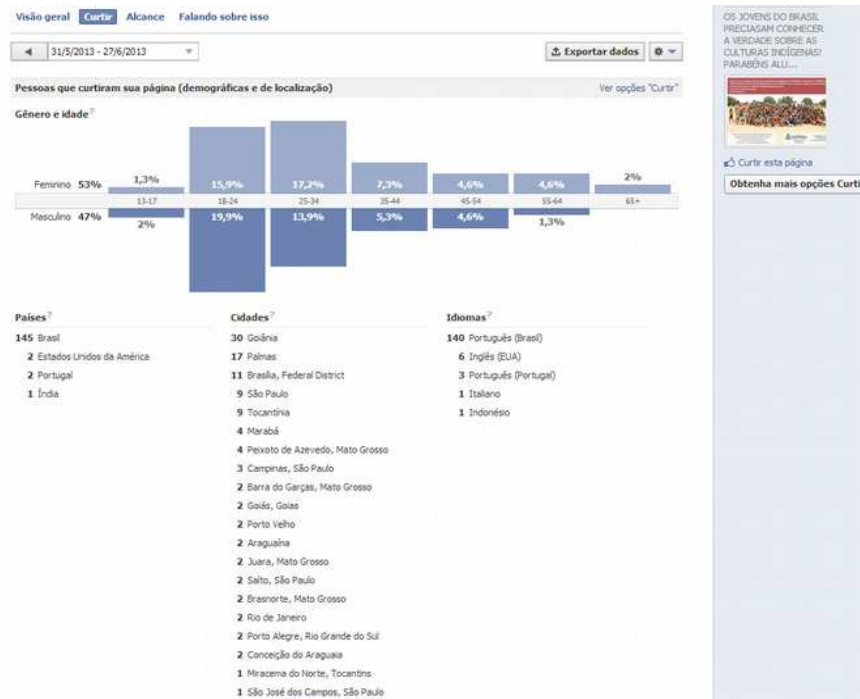 Visão geral Curtir Alcance Falando sobre isso
31/5/2013 - 27/6/2013
Exportar dados
Pessoas que curtiram sua página (demográficas e de localização)
Ver opções "Curtir"
Gênero e idade?
Feminino 53% 1,3% 15,9% 17,2% 7,3% 4,6% 4,6% 2%
13-17 18-24 25-34 35-44 45-54 55-64 65+
Masculino 47% 2% 19,9% 13,9% 5,3% 4,6% 1,3%
Países?
145 Brasil
2 Estados Unidos da América
2 Portugal
1 Índia
Cidades?
30 Goiânia
17 Palmas
11 Brasília, Federal District
9 São Paulo
9 Tocantínia
4 Marabá
4 Peixoto de Azevedo, Mato Grosso
3 Campinas, São Paulo
2 Barra do Garças, Mato Grosso
2 Goiás, Goias
2 Porto Velho
2 Araguaína
2 Juara, Mato Grosso
2 Salto, São Paulo
2 Brasnorte, Mato Grosso
2 Rio de Janeiro
2 Porto Alegre, Rio Grande do Sul
2 Conceição do Araguaia
1 Miracema do Norte, Tocantins
1 São José dos Campos, São Paulo
Idiomas?
140 Português (Brasil)
6 Inglês (EUA)
3 Português (Portugal)
1 Italiano
1 Indonésio
OS JOVENS DO BRASIL
PRECIASAM CONHECER
A VERDADE SOBRE AS
CULTURAS INDÍGENAS!
PARABÉNS ALU....
Curtir esta página
Obtenha mais opções Curti